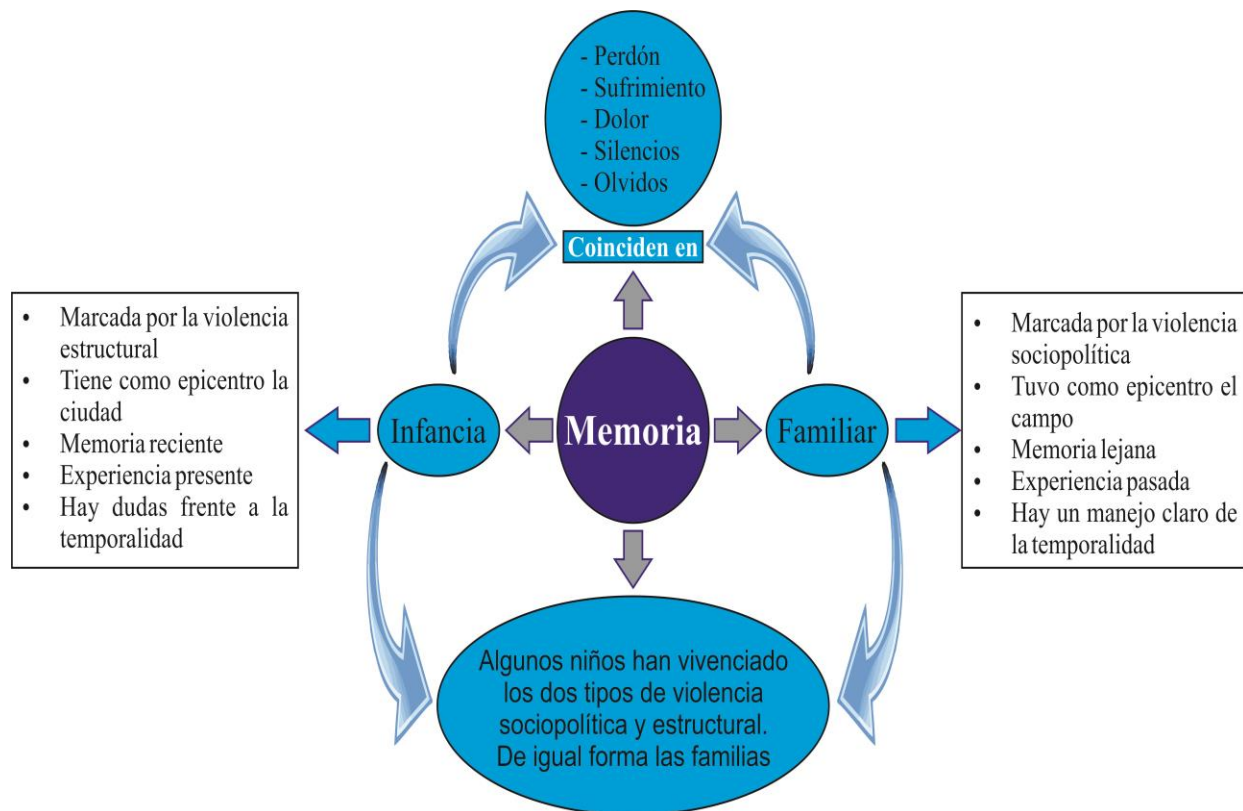 - Perdón
- Sufrimiento
- Dolor
- Silencios
- Olvidos
Coinciden en
• Marcada por la violencia
estructural
• Tiene como epicentro la
ciudad
• Memoria reciente
• Experiencia presente
• Hay dudas frente a la
temporalidad
Infancia
Memoria
Familiar
• Marcada por la violencia
sociopolítica
• Tuvo como epicentro el
campo
• Memoria lejana
• Experiencia pasada
• Hay un manejo claro de
la temporalidad
Algunos niños han vivenciado
los dos tipos de violencia
sociopolítica y estructural.
De igual forma las familias